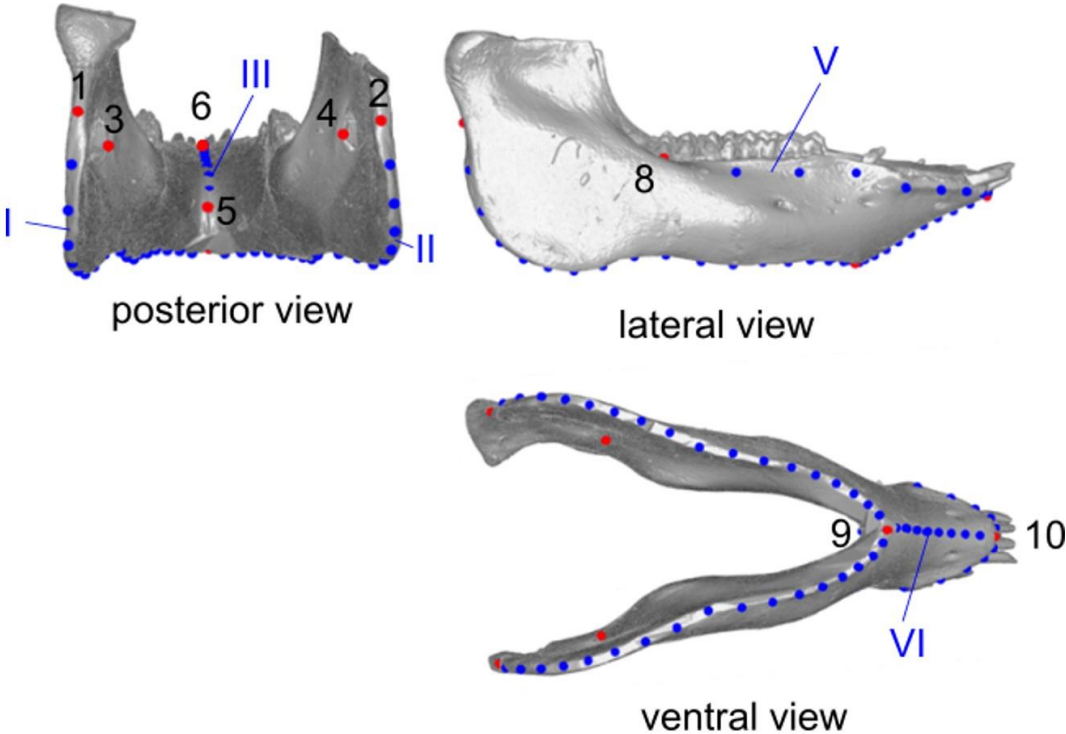 1
3
6
III
4
2
5
I
II
posterior view
V
8
lateral view
9
10
VI
ventral view